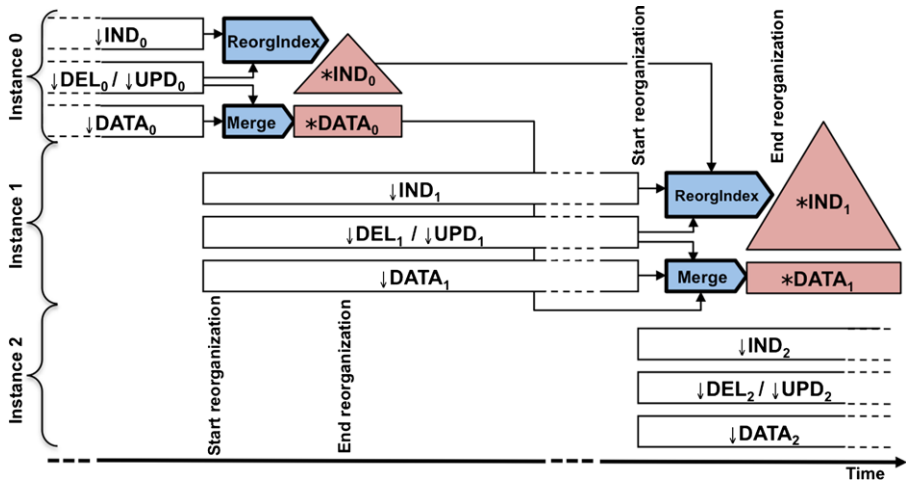 Instance 0
↓IND₀
ReorgIndex
∗IND₀
↓DEL₀ / ↓UPD₀
↓DATA₀
Merge
∗DATA₀
Start reorganization
End reorganization
Instance 1
↓IND₁
ReorgIndex
∗IND₁
↓DEL₁ / ↓UPD₁
↓DATA₁
Merge
∗DATA₁
Start reorganization
End reorganization
Instance 2
↓IND₂
↓DEL₂ / ↓UPD₂
↓DATA₂
Time